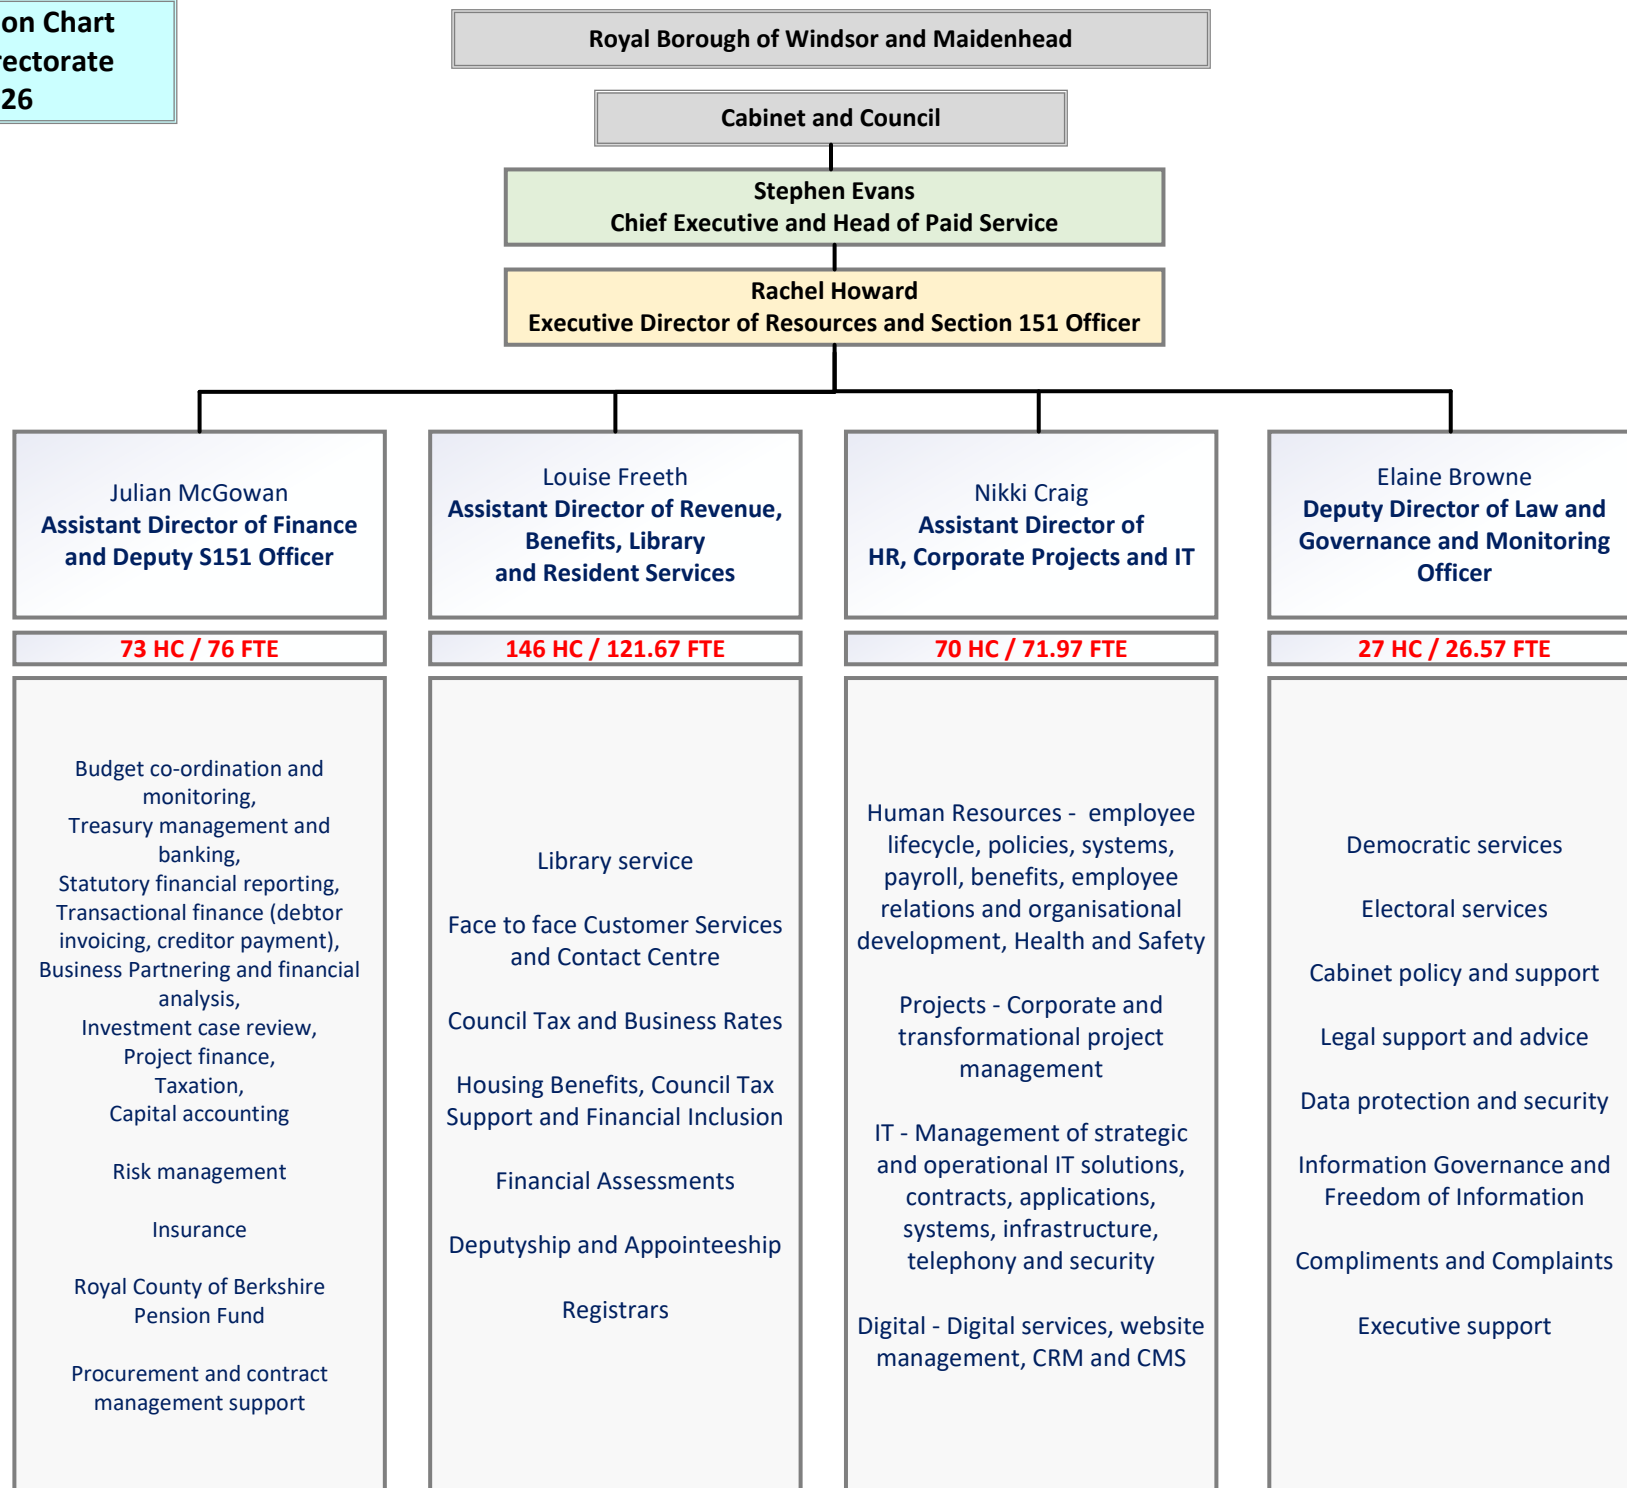 on Chart
rectorate
26
Royal Borough of Windsor and Maidenhead
Cabinet and Council
Stephen Evans
Chief Executive and Head of Paid Service
Rachel Howard
Executive Director of Resources and Section 151 Officer
Julian McGowan
Assistant Director of Finance
and Deputy S151 Officer
73 HC / 76 FTE
Budget co-ordination and
monitoring,
Treasury management and
banking,
Statutory financial reporting,
Transactional finance (debtor
invoicing, creditor payment),
Business Partnering and financial
analysis,
Investment case review,
Project finance,
Taxation,
Capital accounting
Risk management
Insurance
Royal County of Berkshire
Pension Fund
Procurement and contract
management support
Louise Freeth
Assistant Director of Revenue,
Benefits, Library
and Resident Services
146 HC / 121.67 FTE
Library service
Face to face Customer Services
and Contact Centre
Council Tax and Business Rates
Housing Benefits, Council Tax
Support and Financial Inclusion
Financial Assessments
Deputyship and Appointeeship
Registrars
Nikki Craig
Assistant Director of
HR, Corporate Projects and IT
70 HC / 71.97 FTE
Human Resources - employee
lifecycle, policies, systems,
payroll, benefits, employee
relations and organisational
development, Health and Safety
Projects - Corporate and
transformational project
management
IT - Management of strategic
and operational IT solutions,
contracts, applications,
systems, infrastructure,
telephony and security
Digital - Digital services, website
management, CRM and CMS
Elaine Browne
Deputy Director of Law and
Governance and Monitoring
Officer
27 HC / 26.57 FTE
Democratic services
Electoral services
Cabinet policy and support
Legal support and advice
Data protection and security
Information Governance and
Freedom of Information
Compliments and Complaints
Executive support